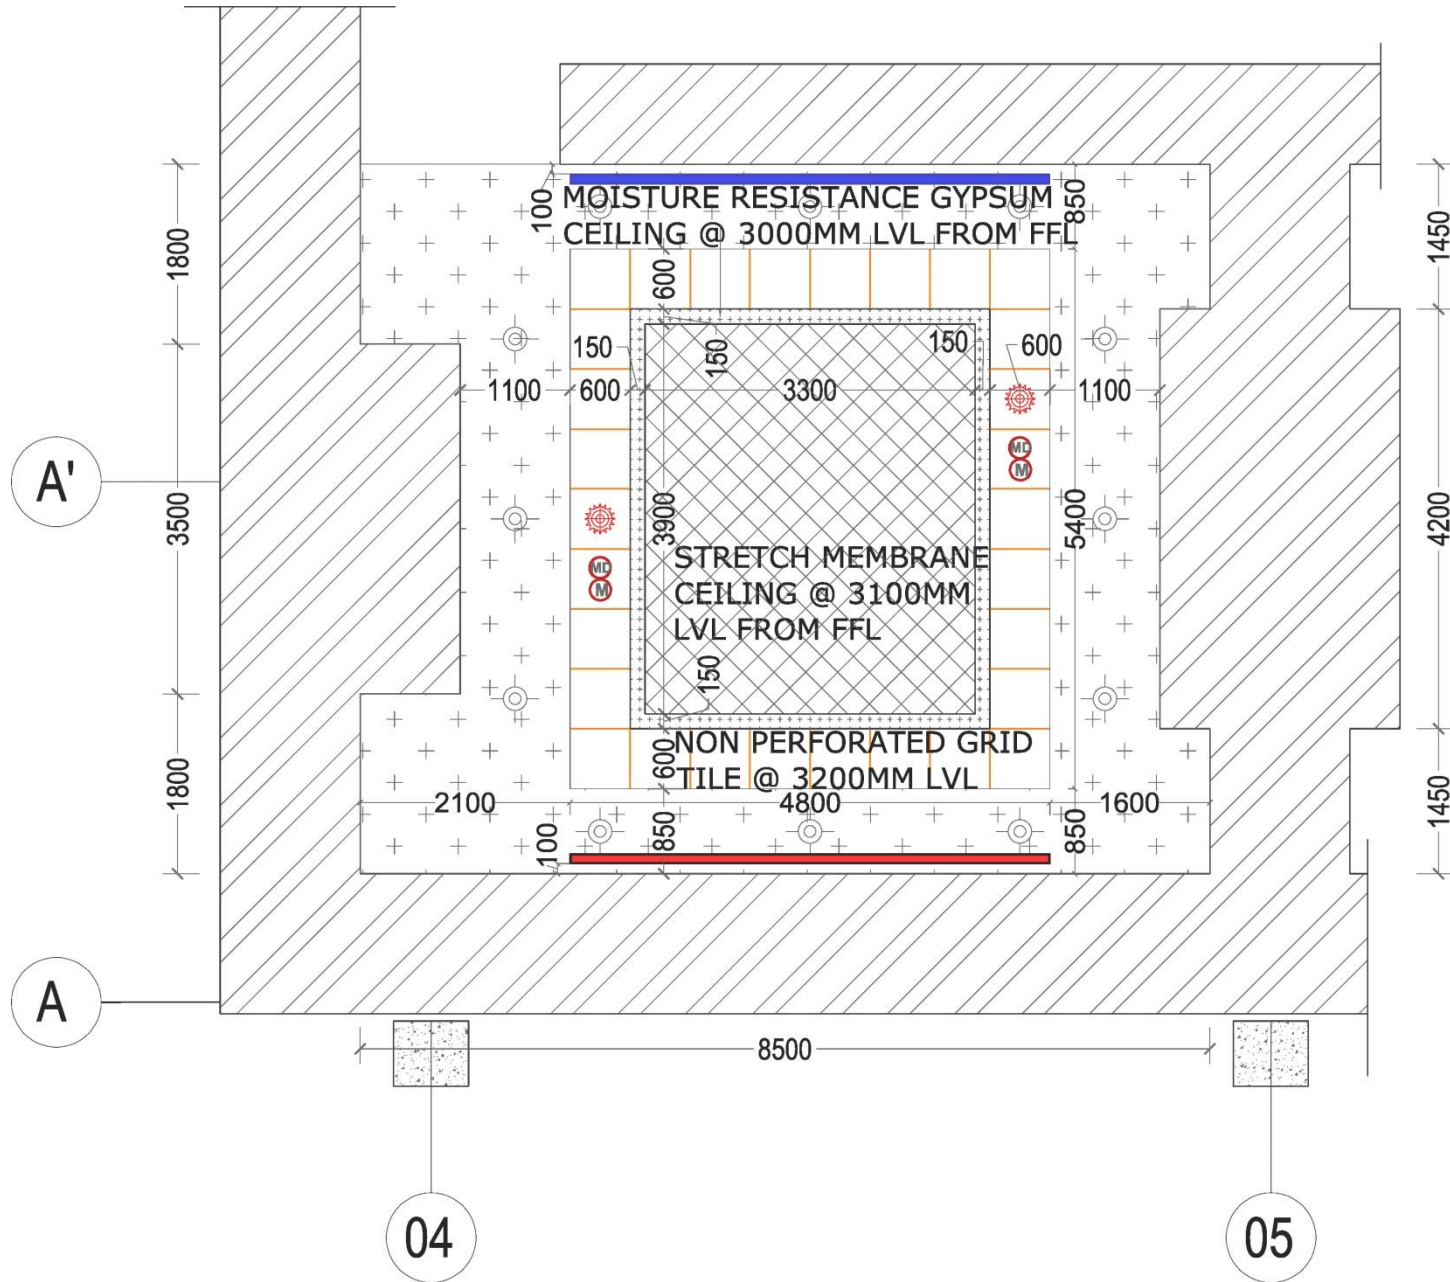 100
MOISTURE RESISTANCE GYPSUM
CEILING @ 3000MM LVL FROM FFL
850
1800
1450
600
150
150
150
600
1100
600
3300
1100
MD
M
A'
3500
3900
5400
4200
MD
M
STRETCH MEMBRANE
CEILING @ 3100MM
LVL FROM FFL
150
600
NON PERFORATED GRID
TILE @ 3200MM LVL
1800
2100
4800
1600
1450
100
850
850
A
8500
04
05